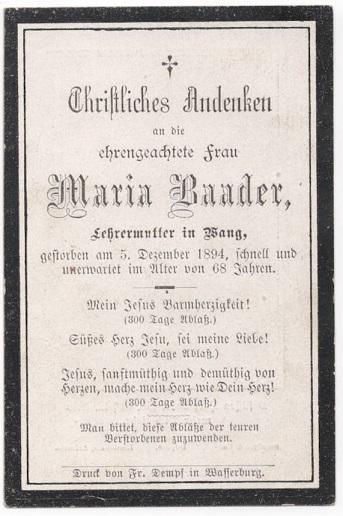 Christliches Andenken
an die
ehrengeachtete Frau
Maria Baader,
Lehrermutter in Wang,
gestorben am 5. Dezember 1894, schnell und
unerwartet im Alter von 68 Jahren.
Mein Jesus Barmherzigkeit!
(300 Tage Ablaß.)
Süßes Herz Jesu, sei meine Liebe!
(300 Tage Ablaß.)
Jesus, sanftmüthig und demüthig von
Herzen, mache mein Herz wie Dein Herz!
(300 Tage Ablaß.)
Man bittet, diese Abläße der teuren
Verstorbenen zuzuwenden.
Druck von Fr. Dempf in Wasserburg.